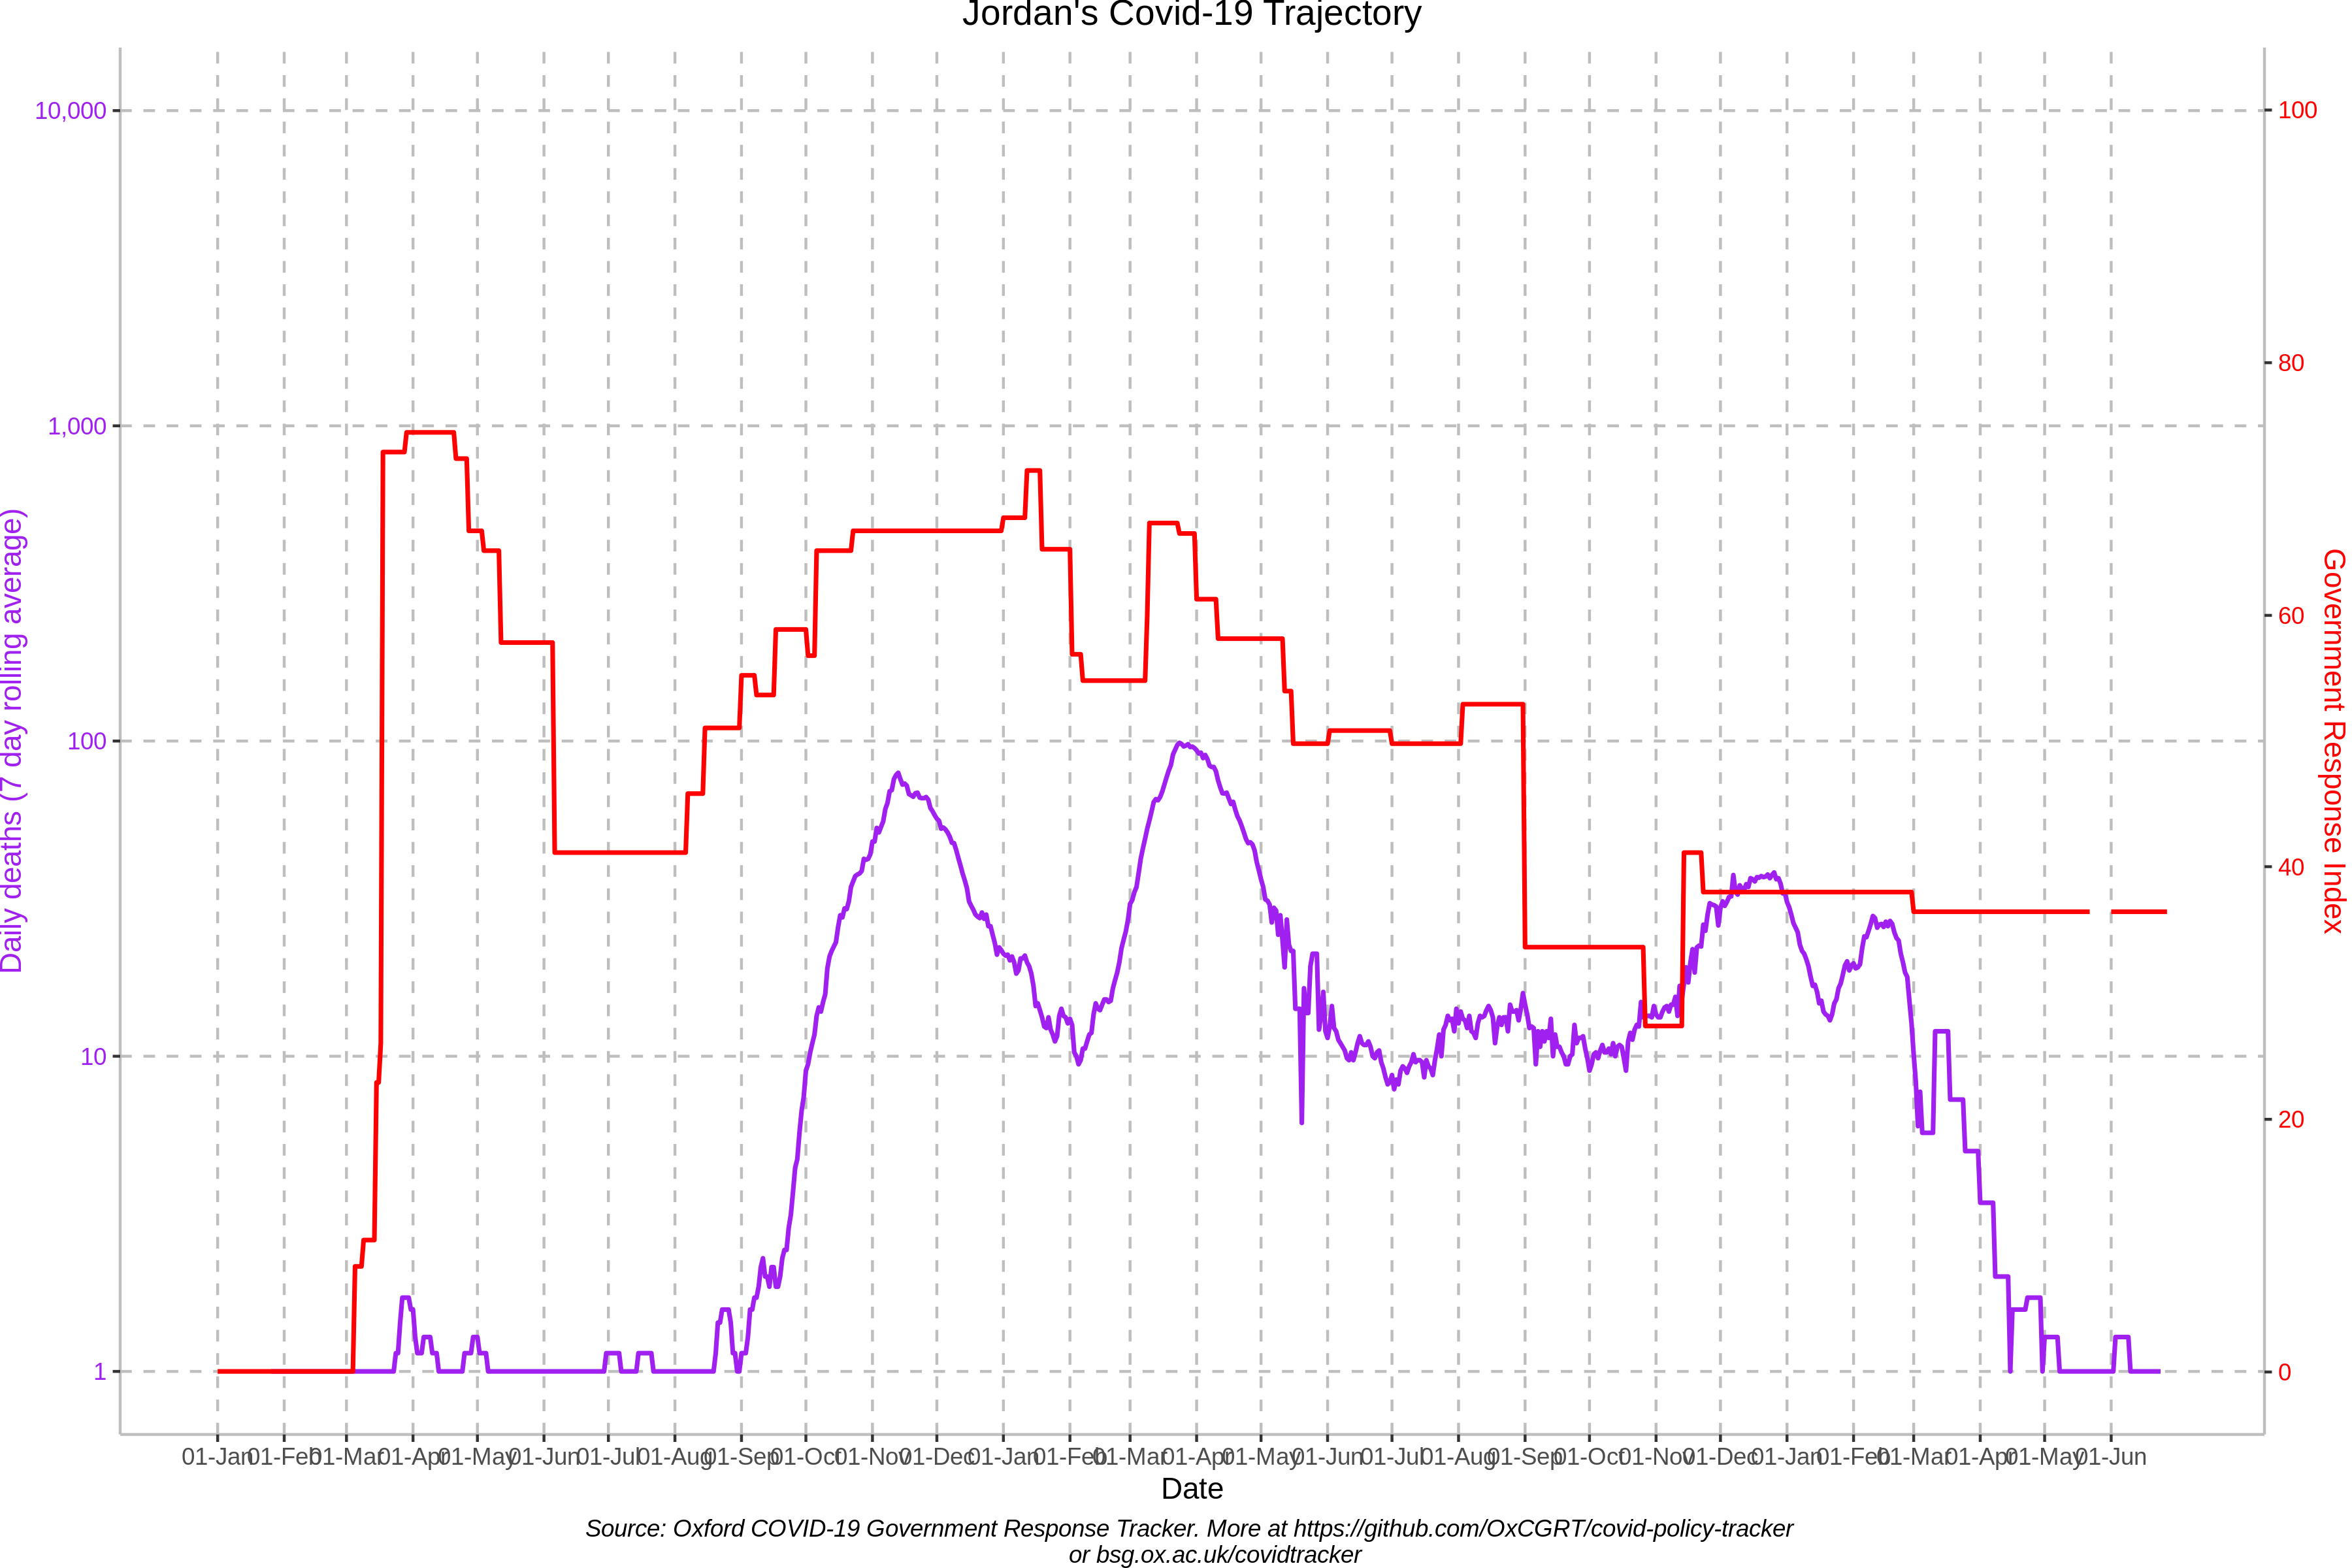 Jordan's Covid-19 Trajectory
10,000
1,000
100
10
1
Daily deaths (7 day rolling average)
100
80
60
40
20
0
Government Response Index
01-Jan 01-Feb 01-Mar 01-Apr 01-May 01-Jun 01-Jul 01-Aug 01-Sep 01-Oct 01-Nov 01-Dec 01-Jan 01-Feb 01-Mar 01-Apr 01-May 01-Jun 01-Jul 01-Aug 01-Sep 01-Oct 01-Nov 01-Dec 01-Jan 01-Feb 01-Mar 01-Apr 01-May 01-Jun
Date
Source: Oxford COVID-19 Government Response Tracker. More at https://github.com/OxCGRT/covid-policy-tracker
or bsg.ox.ac.uk/covidtracker